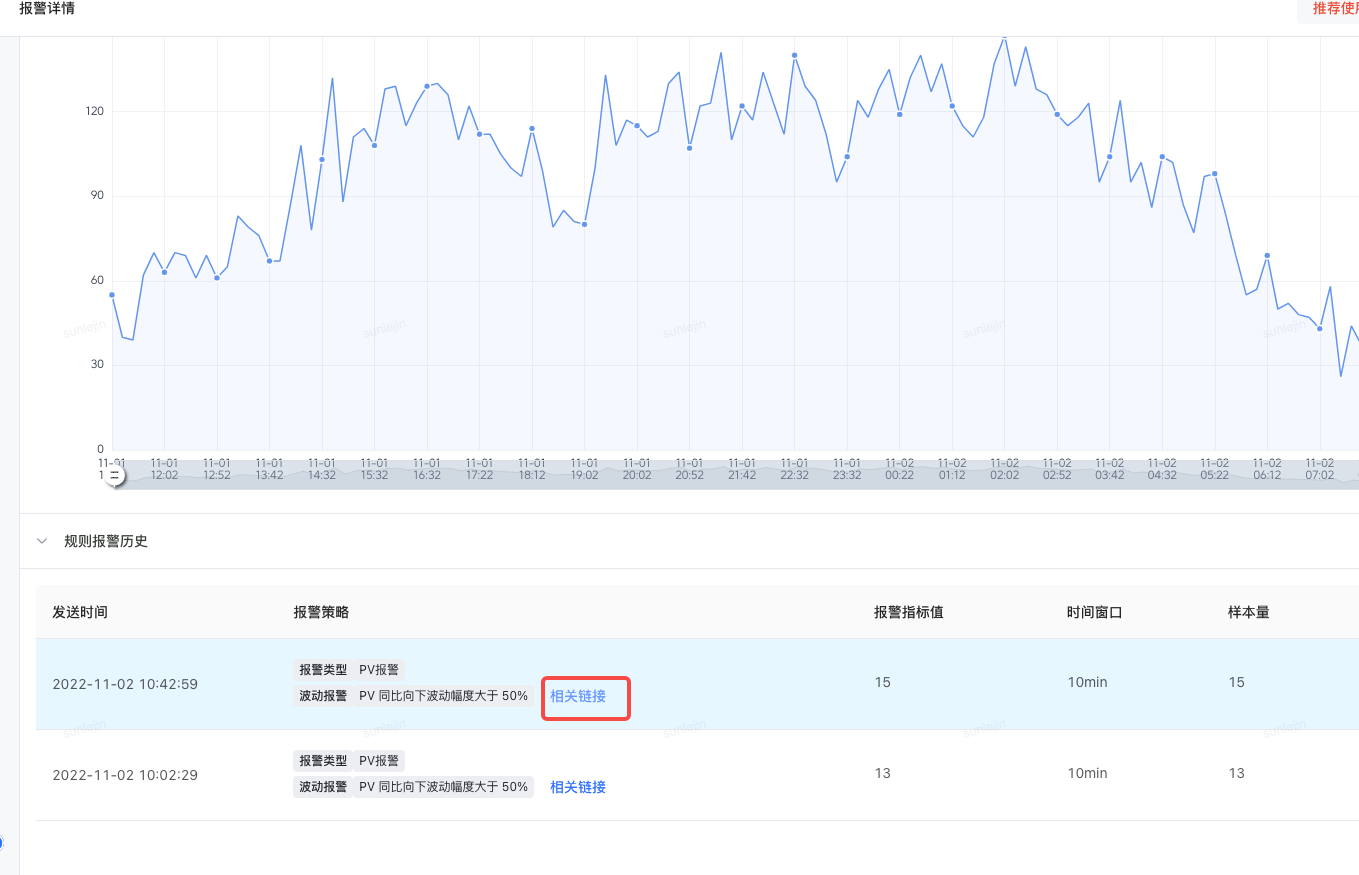 报警详情
推荐使用
120
90
60
30
0
11-01 11-01 11-01 11-01 11-01 11-01 11-01 11-01 11-01 11-01 11-01 11-01 11-01 11-01 11-01 11-02 11-02 11-02 11-02 11-02 11-02 11-02 11-02 11-02
12:02 12:52 13:42 14:32 15:32 16:32 17:22 18:12 19:02 20:02 20:52 21:42 22:32 23:32 00:22 01:12 02:02 02:52 03:42 04:32 05:22 06:12 07:02
sunlejin sunlejin sunlejin sunlejin sunlejin
规则报警历史
发送时间 报警策略 报警指标值 时间窗口 样本量
报警类型 PV报警
2022-11-02 10:42:59 15 10min 15
波动报警 PV 同比向下波动幅度大于 50% 相关链接
sunlejin sunlejin sunlejin sunlejin sunlejin
报警类型 PV报警
2022-11-02 10:02:29 13 10min 13
波动报警 PV 同比向下波动幅度大于 50% 相关链接